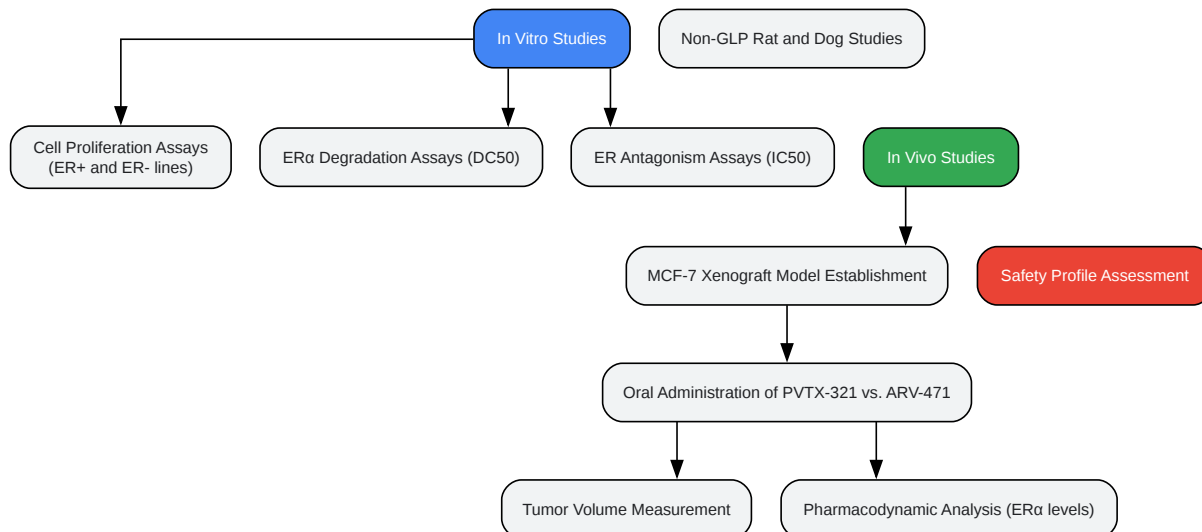 In Vitro Studies
Non-GLP Rat and Dog Studies
Cell Proliferation Assays
(ER+ and ER- lines)
ERα Degradation Assays (DC50)
ER Antagonism Assays (IC50)
In Vivo Studies
MCF-7 Xenograft Model Establishment
Safety Profile Assessment
Oral Administration of PVTX-321 vs. ARV-471
Tumor Volume Measurement
Pharmacodynamic Analysis (ERα levels)